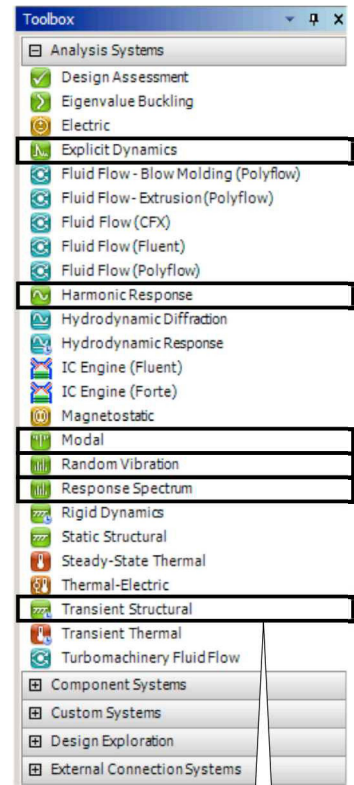 Toolbox
Analysis Systems
Design Assessment
Eigenvalue Buckling
Electric
Explicit Dynamics
Fluid Flow - Blow Molding (Polyflow)
Fluid Flow - Extrusion (Polyflow)
Fluid Flow (CFX)
Fluid Flow (Fluent)
Fluid Flow (Polyflow)
Harmonic Response
Hydrodynamic Diffraction
Hydrodynamic Response
IC Engine (Fluent)
IC Engine (Forte)
Magnetostatic
Modal
Random Vibration
Response Spectrum
Rigid Dynamics
Static Structural
Steady-State Thermal
Thermal-Electric
Transient Structural
Transient Thermal
Turbomachinery Fluid Flow
Component Systems
Custom Systems
Design Exploration
External Connection Systems